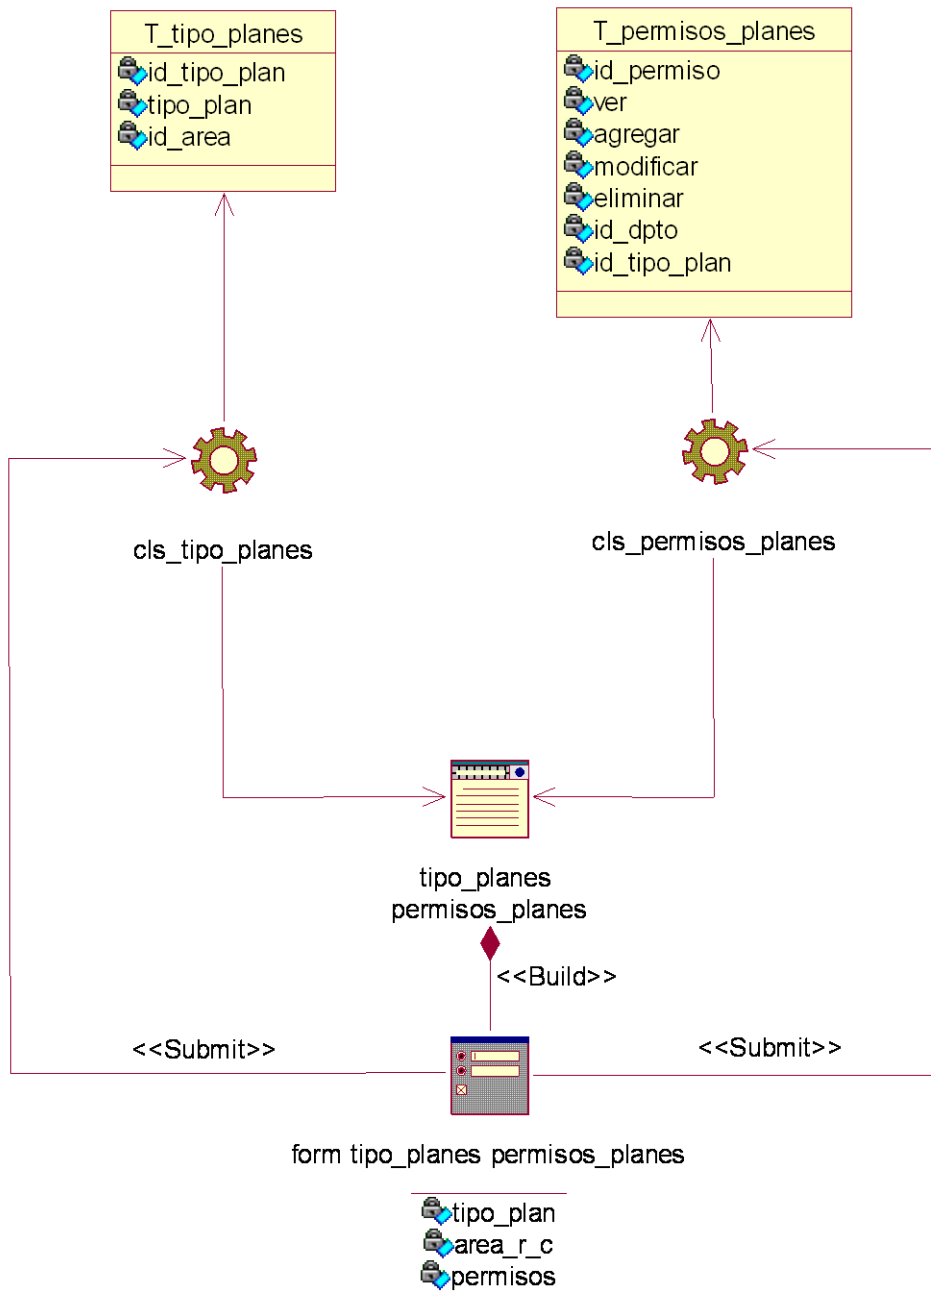 T_tipo_planes
id_tipo_plan
tipo_plan
id_area
T_permisos_planes
id_permiso
ver
agregar
modificar
eliminar
id_dpto
id_tipo_plan
cls_tipo_planes
cls_permisos_planes
tipo_planes
permisos_planes
<<Build>>
<<Submit>>
<<Submit>>
form tipo_planes permisos_planes
tipo_plan
area_r_c
permisos